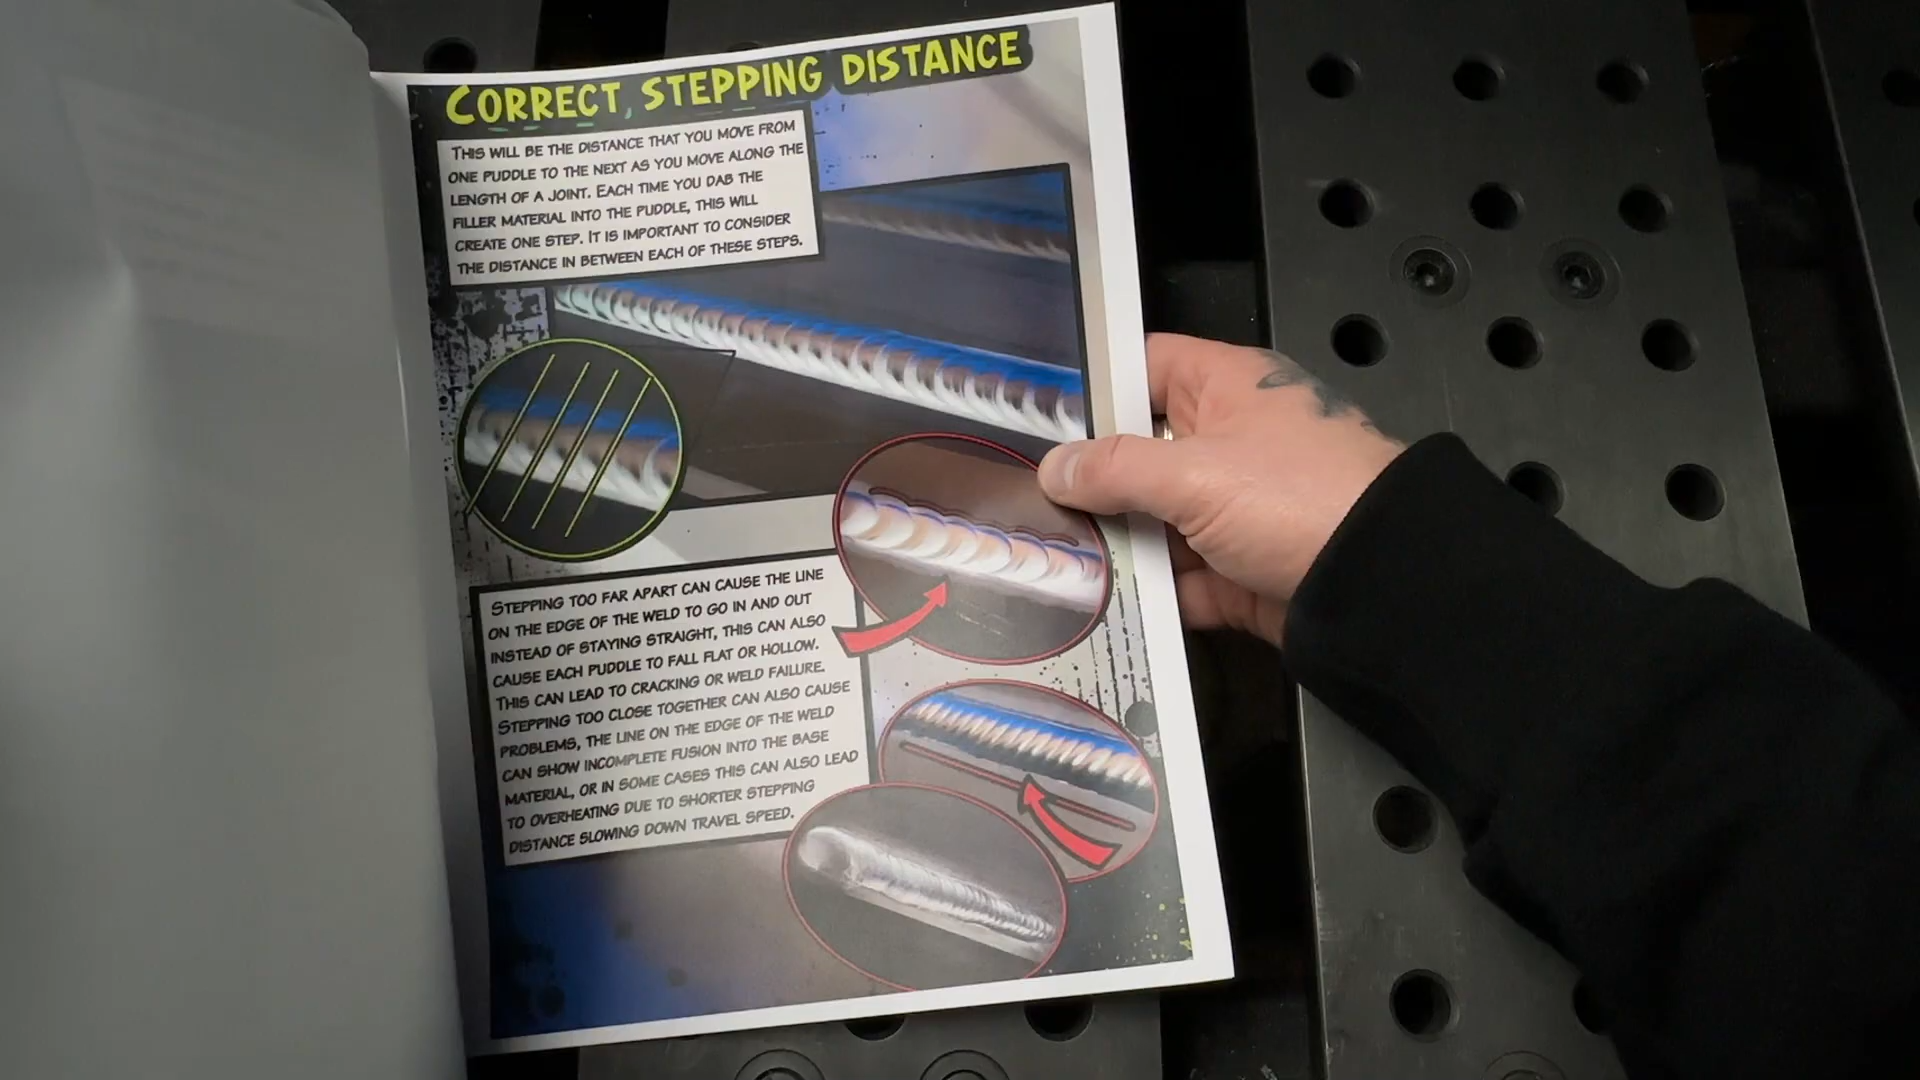 CORRECT STEPPING DISTANCE
THIS WILL BE THE DISTANCE THAT YOU MOVE FROM
ONE PUDDLE TO THE NEXT AS YOU MOVE ALONG THE
LENGTH OF A JOINT. EACH TIME YOU DAB THE
FILLER MATERIAL INTO THE PUDDLE, THIS WILL
CREATE ONE STEP. IT IS IMPORTANT TO CONSIDER
THE DISTANCE IN BETWEEN EACH OF THESE STEPS.
STEPPING TOO FAR APART CAN CAUSE THE LINE
ON THE EDGE OF THE WELD TO GO IN AND OUT
INSTEAD OF STAYING STRAIGHT, THIS CAN ALSO
CAUSE EACH PUDDLE TO FALL FLAT OR HOLLOW.
THIS CAN LEAD TO CRACKING OR WELD FAILURE.
STEPPING TOO CLOSE TOGETHER CAN ALSO CAUSE
PROBLEMS, THE LINE ON THE EDGE OF THE WELD
CAN SHOW INCOMPLETE FUSION INTO THE BASE
MATERIAL, OR IN SOME CASES THIS CAN ALSO LEAD
TO OVERHEATING DUE TO SHORTER STEPPING
DISTANCE SLOWING DOWN TRAVEL SPEED.